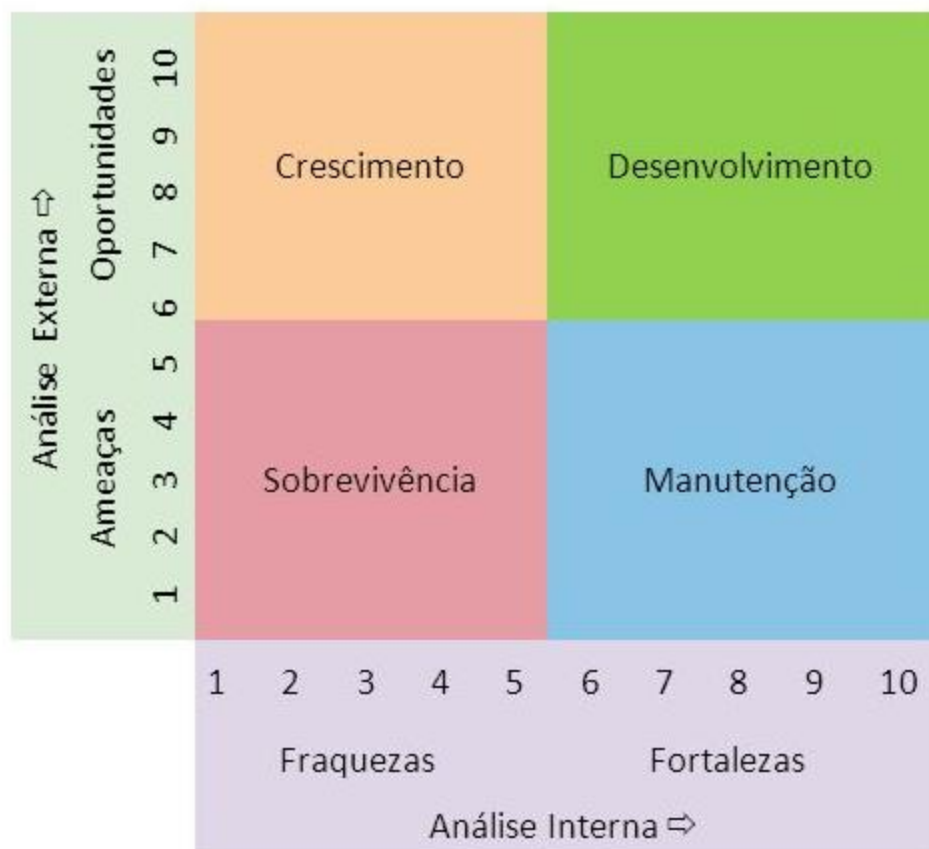 Análise Externa ⇨
Oportunidades
Ameaças
10
9
8
7
6
5
4
3
2
1
Crescimento
Desenvolvimento
Sobrevivência
Manutenção
1 2 3 4 5 6 7 8 9 10
Fraquezas Fortalezas
Análise Interna ⇨